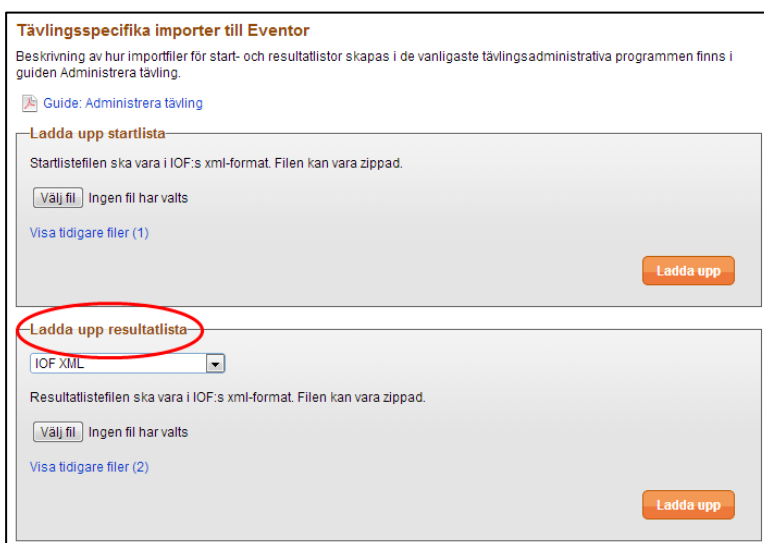 Tävlingsspecifika importer till Eventor
Beskrivning av hur importfiler för start- och resultatlistor skapas i de vanligaste tävlingsadministrativa programmen finns i
guiden Administrera tävling.
Guide: Administrera tävling
Ladda upp startlista
Startlistefilen ska vara i IOF:s xml-format. Filen kan vara zippad.
Välj fil Ingen fil har valts
Visa tidigare filer (1)
Ladda upp
Ladda upp resultatlista
IOF XML
Resultatlistefilen ska vara i IOF:s xml-format. Filen kan vara zippad.
Välj fil Ingen fil har valts
Visa tidigare filer (2)
Ladda upp